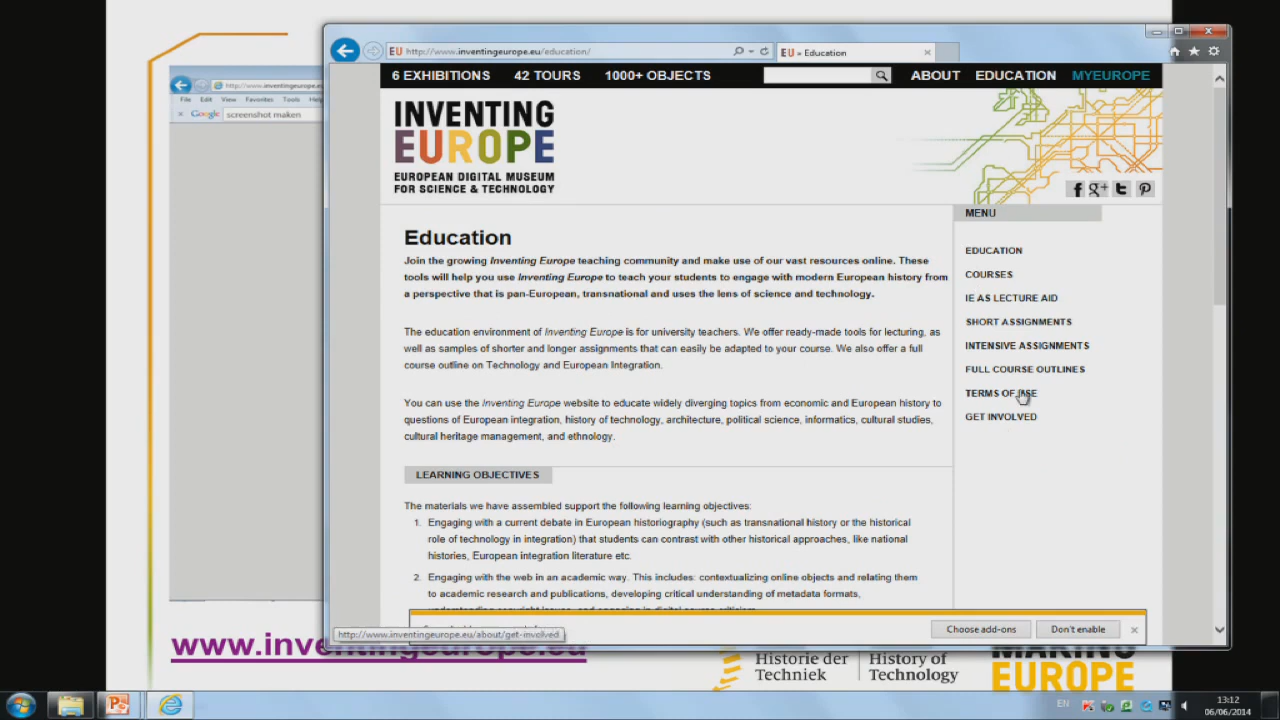 http://www.inventingeurope.eu/education/
EU = Education
6 EXHIBITIONS
42 TOURS
1000+ OBJECTS
ABOUT
EDUCATION
MYEUROPE
INVENTING
EUROPE
EUROPEAN DIGITAL MUSEUM
FOR SCIENCE & TECHNOLOGY
http://www.inventingeurope.e
File Edit View Favorites Tools Help
Google screenshot maken
MENU
EDUCATION
COURSES
IE AS LECTURE AID
SHORT ASSIGNMENTS
INTENSIVE ASSIGNMENTS
FULL COURSE OUTLINES
TERMS OF USE
GET INVOLVED
Education
Join the growing Inventing Europe teaching community and make use of our vast resources online. These
tools will help you use Inventing Europe to teach your students to engage with modern European history from
a perspective that is pan-European, transnational and uses the lens of science and technology.
The education environment of Inventing Europe is for university teachers. We offer ready-made tools for lecturing, as
well as samples of shorter and longer assignments that can easily be adapted to your course. We also offer a full
course outline on Technology and European Integration.
You can use the Inventing Europe website to educate widely diverging topics from economic and European history to
questions of European integration, history of technology, architecture, political science, informatics, cultural studies,
cultural heritage management, and ethnology.
LEARNING OBJECTIVES
The materials we have assembled support the following learning objectives:
1. Engaging with a current debate in European historiography (such as transnational history or the historical
role of technology in integration) that students can contrast with other historical approaches, like national
histories, European integration literature etc.
2. Engaging with the web in an academic way. This includes: contextualizing online objects and relating them
to academic research and publications, developing critical understanding of metadata formats,
Choose add-ons
Don't enable
http://www.inventingeurope.eu/about/get-involved
www.inventingeurope.eu
Historie der
Techniek
History of
Technology
MAKING
EUROPE
EN
13:12
06/06/2014